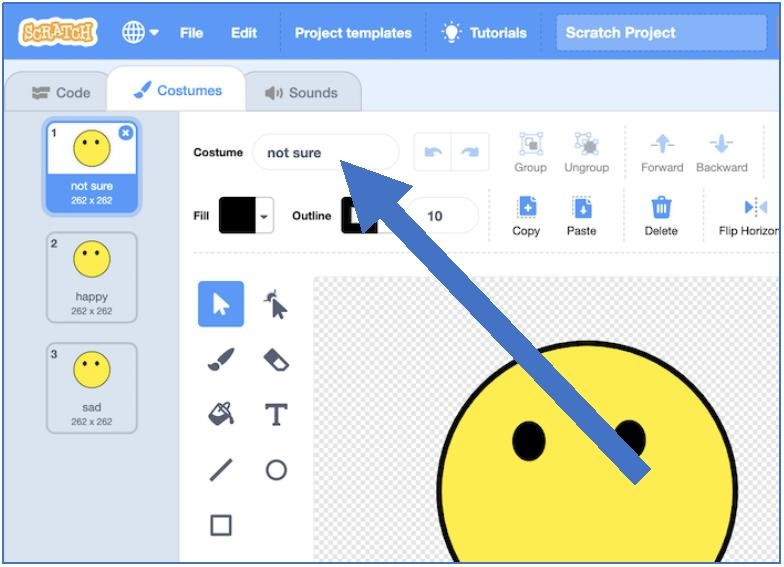 SCRATCH File Edit Project templates Tutorials Scratch Project
Code Costumes Sounds
1
not sure
262 x 262
2
happy
262 x 262
3
sad
262 x 262
Costume not sure Group Ungroup Forward Backward
Fill Outline 10 Copy Paste Delete Flip Horizon
T